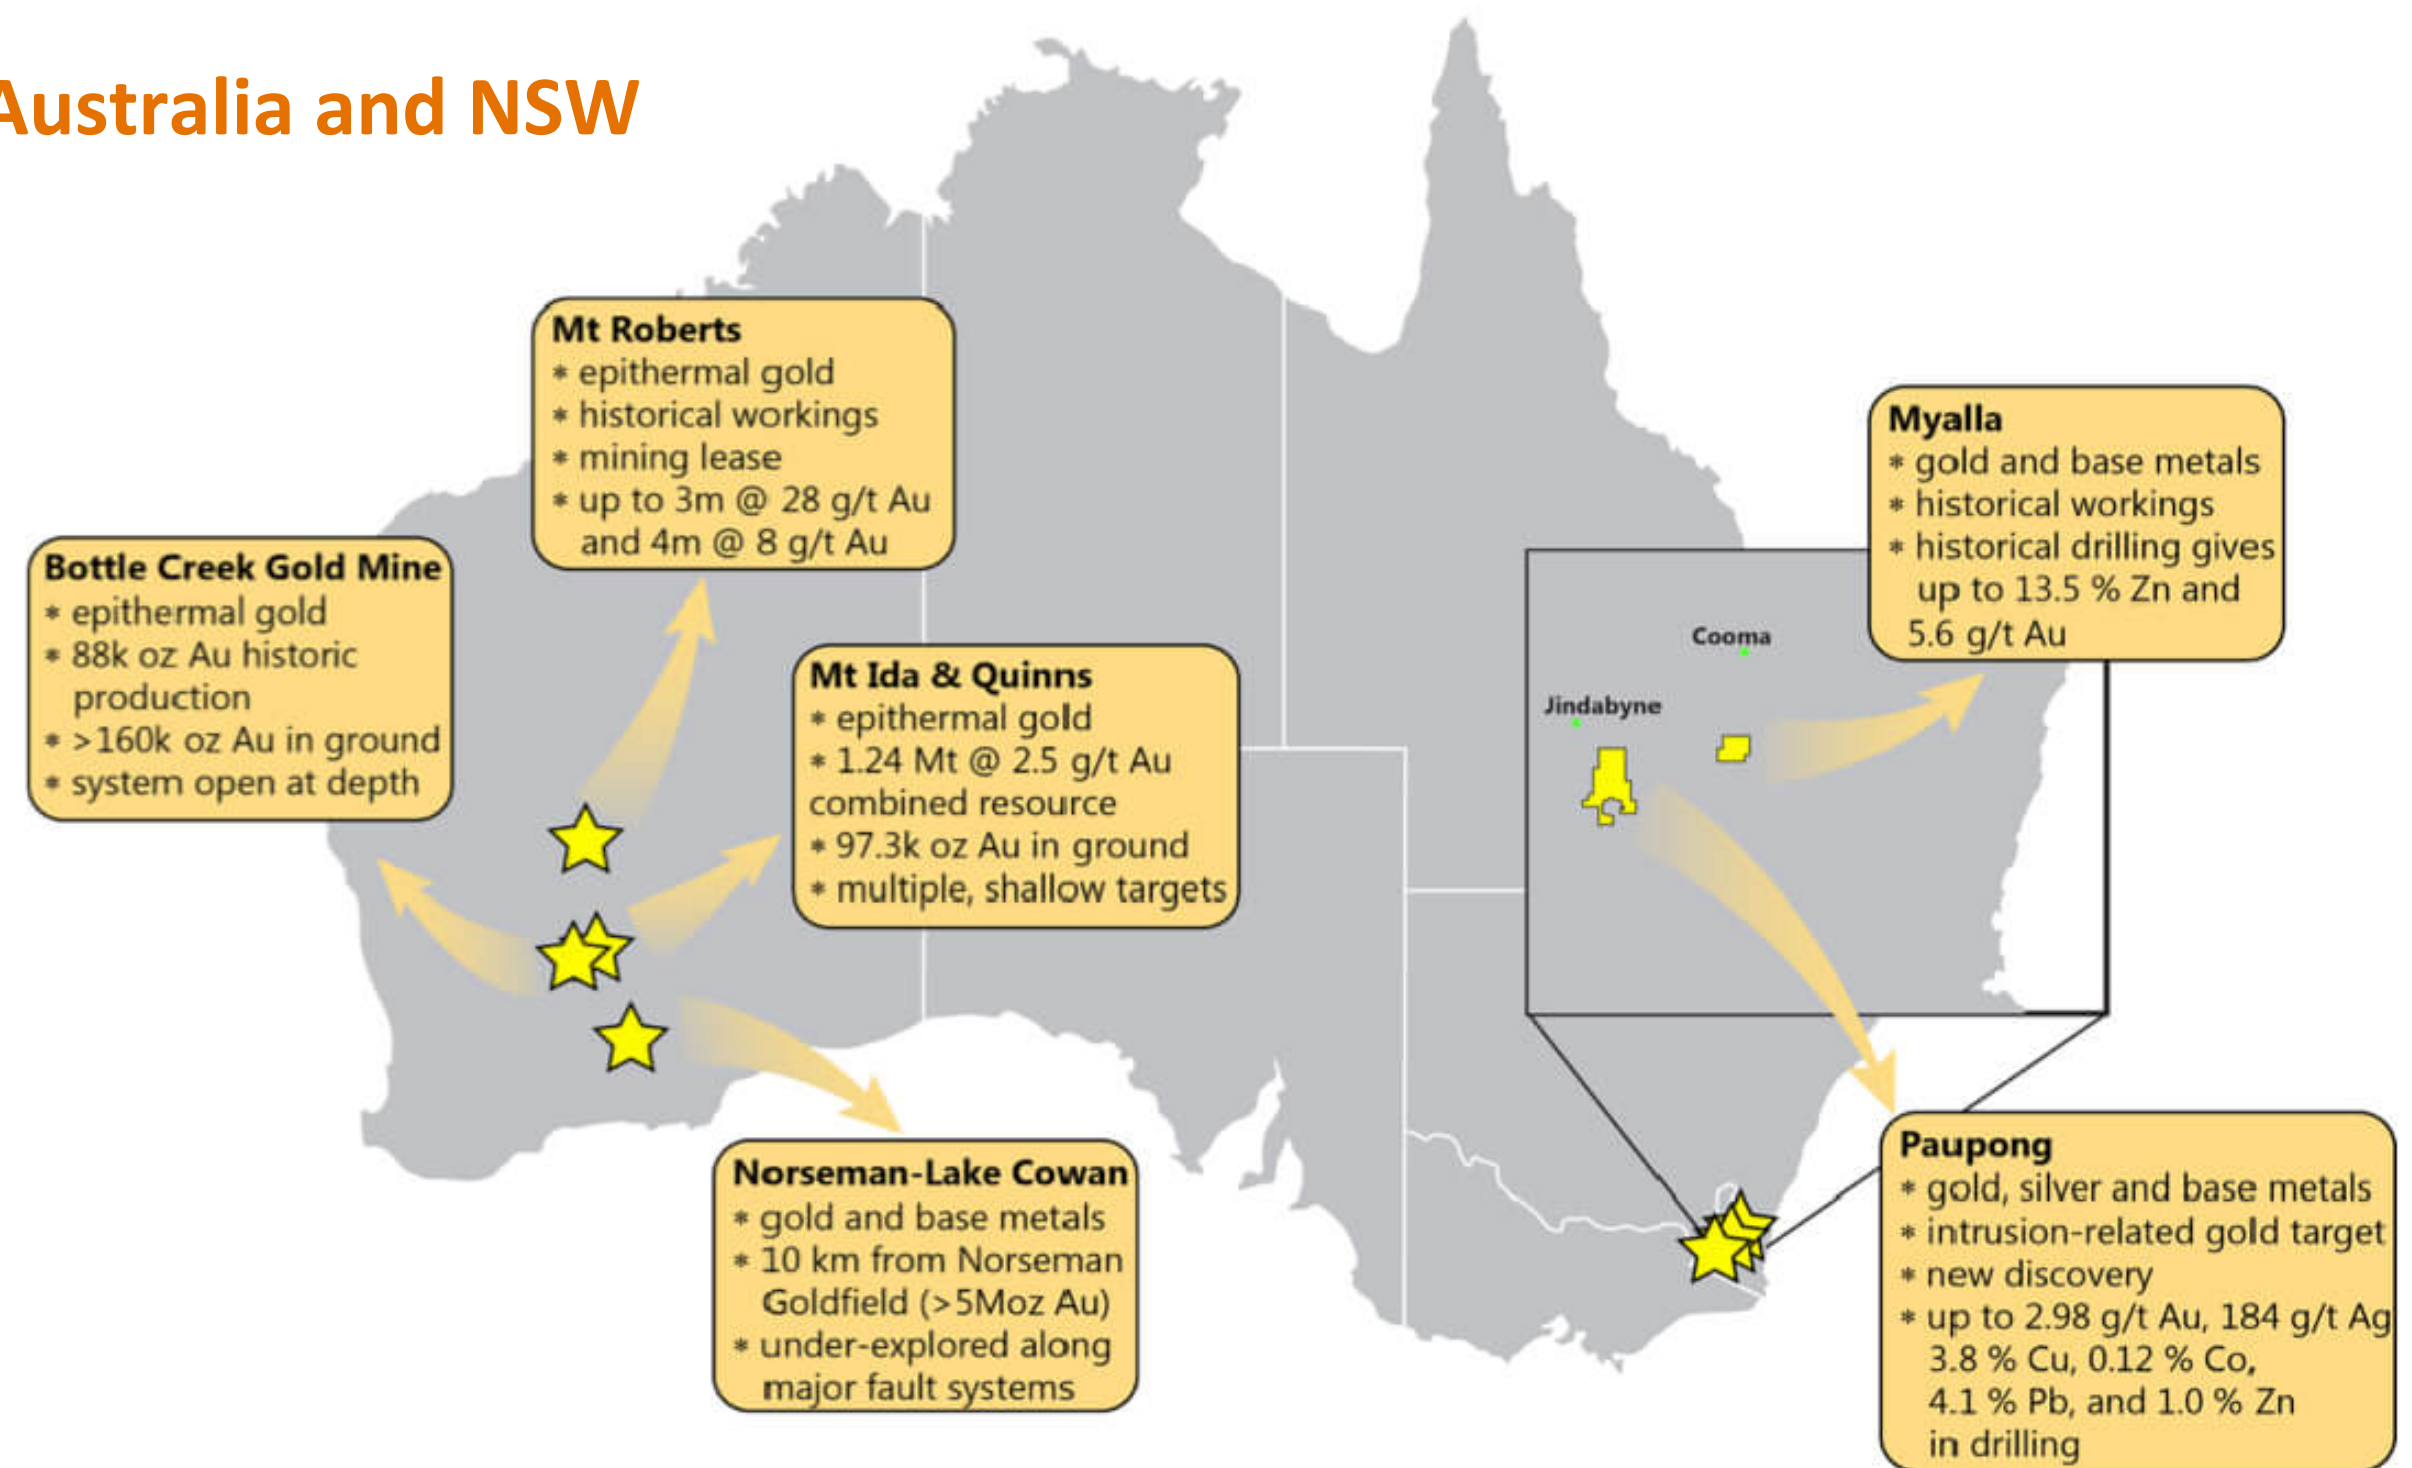 Australia and NSW
Mt Roberts
* epithermal gold
* historical workings
* mining lease
* up to 3m @ 28 g/t Au
and 4m @ 8 g/t Au
Bottle Creek Gold Mine
* epithermal gold
* 88k oz Au historic
production
* >160k oz Au in ground
* system open at depth
Mt Ida & Quinns
* epithermal gold
* 1.24 Mt @ 2.5 g/t Au
combined resource
* 97.3k oz Au in ground
* multiple, shallow targets
Myalla
* gold and base metals
* historical workings
* historical drilling gives
up to 13.5 % Zn and
5.6 g/t Au
Cooma
Jindabyne
Norseman-Lake Cowan
* gold and base metals
* 10 km from Norseman
Goldfield (>5Moz Au)
* under-explored along
major fault systems
Paupong
* gold, silver and base metals
* intrusion-related gold target
* new discovery
* up to 2.98 g/t Au, 184 g/t Ag
3.8 % Cu, 0.12 % Co,
4.1 % Pb, and 1.0 % Zn
in drilling